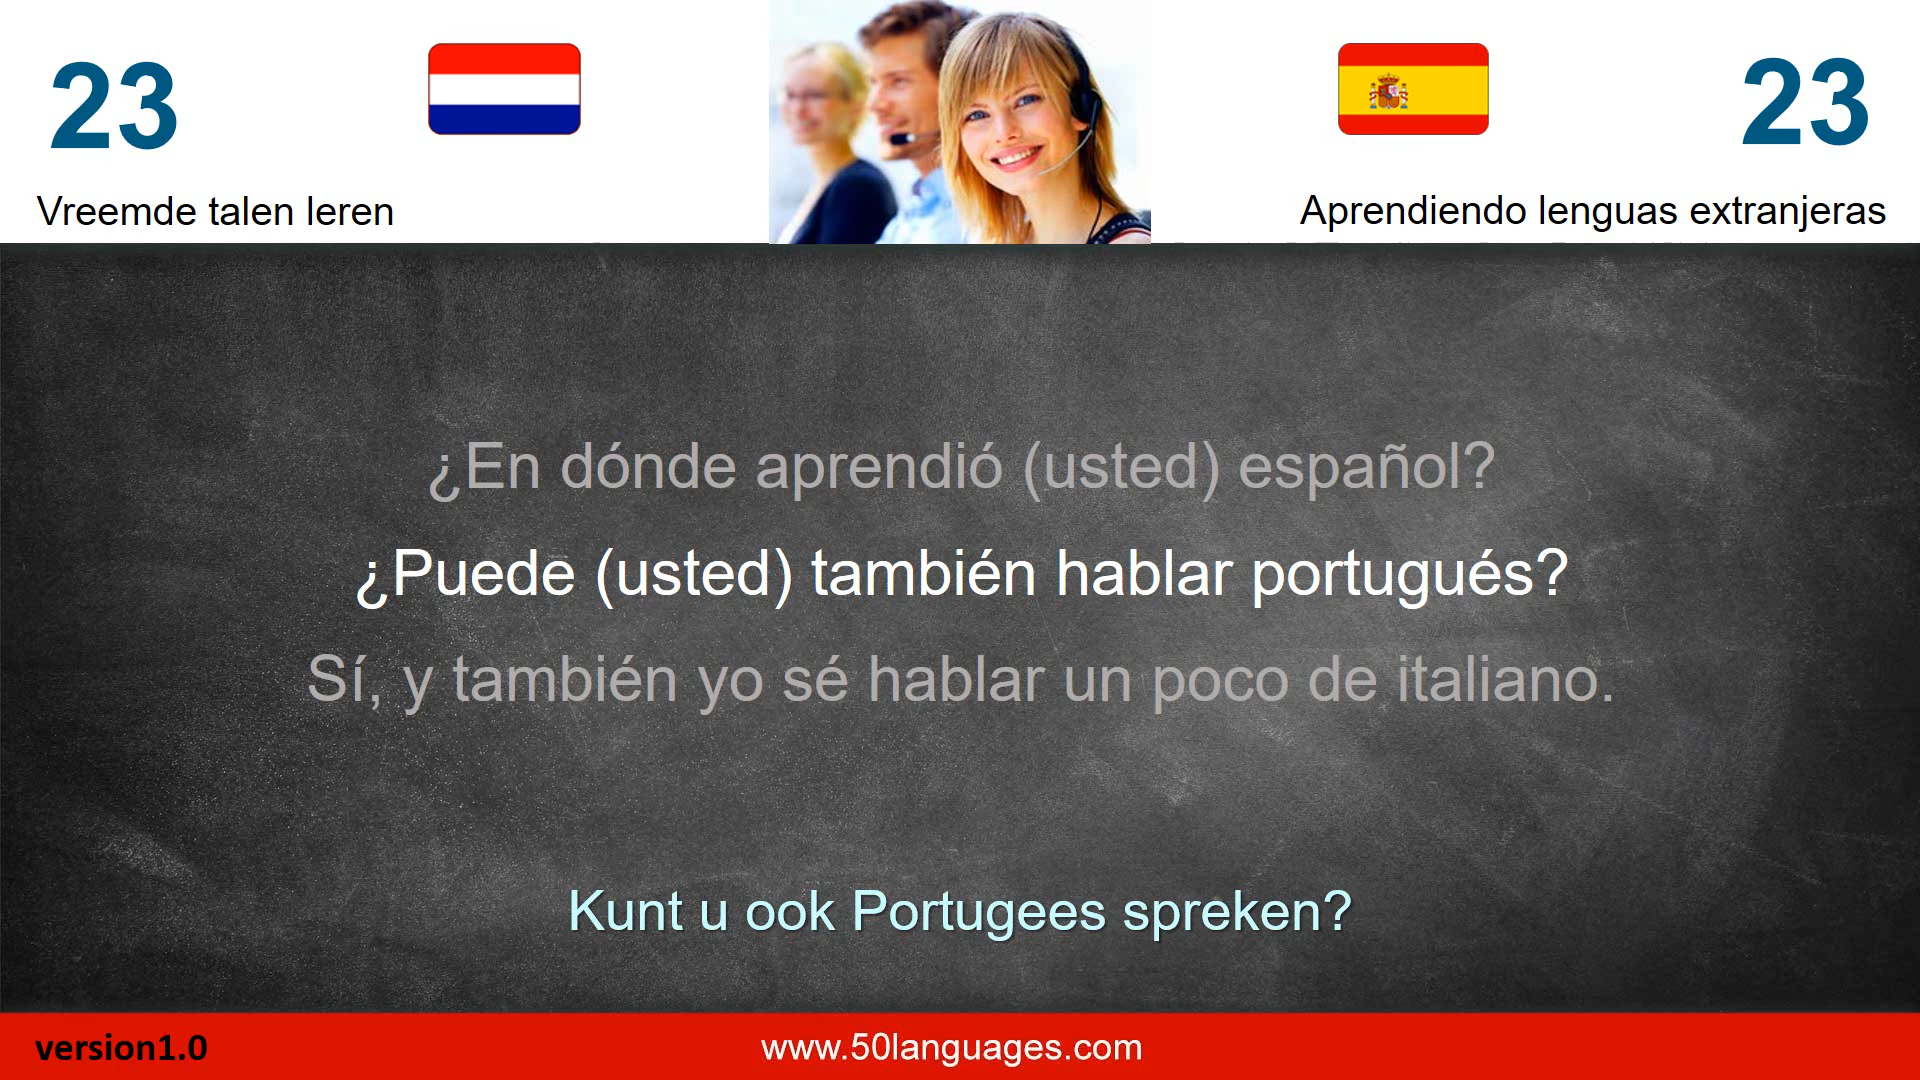 23
23
Vreemde talen leren
Aprendiendo lenguas extranjeras
¿En dónde aprendió (usted) español?
¿Puede (usted) también hablar portugués?
Sí, y también yo sé hablar un poco de italiano.
Kunt u ook Portugees spreken?
version1.0
www.50languages.com